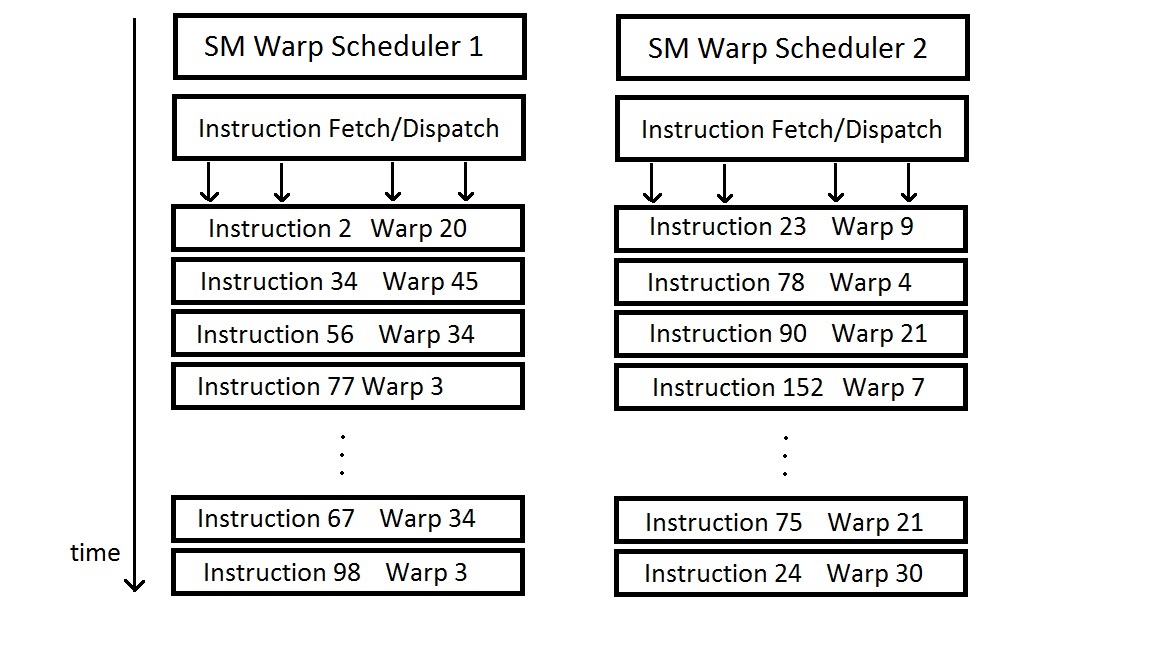 SM Warp Scheduler 1
Instruction Fetch/Dispatch
Instruction 2 Warp 20
Instruction 34 Warp 45
Instruction 56 Warp 34
Instruction 77 Warp 3
Instruction 67 Warp 34
Instruction 98 Warp 3
SM Warp Scheduler 2
Instruction Fetch/Dispatch
Instruction 23 Warp 9
Instruction 78 Warp 4
Instruction 90 Warp 21
Instruction 152 Warp 7
Instruction 75 Warp 21
Instruction 24 Warp 30
time